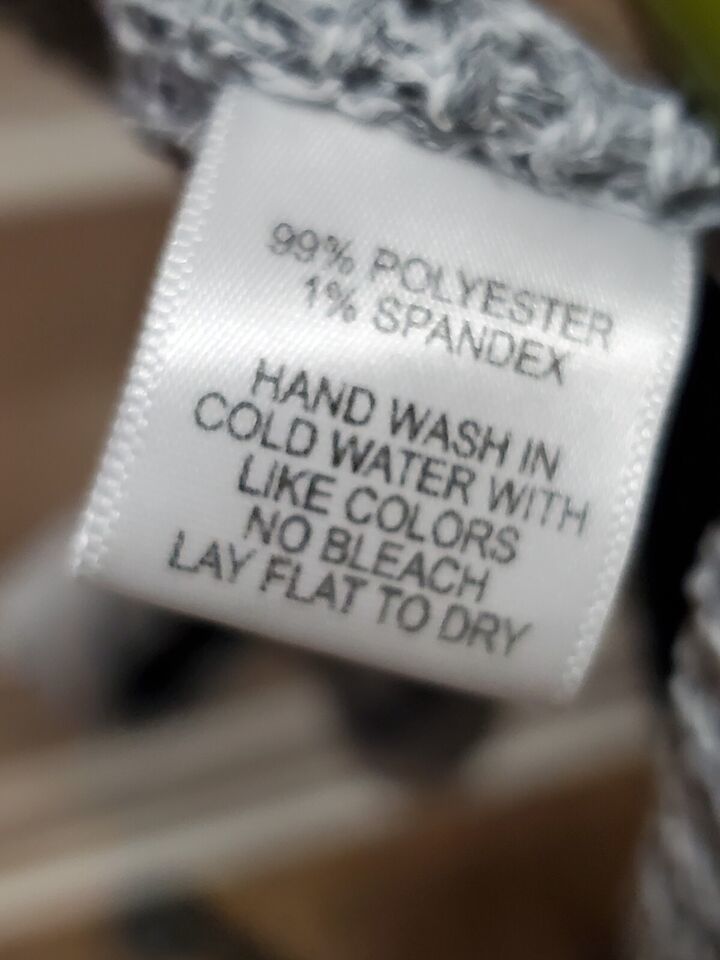 99% POLYESTER
1% SPANDEX
HAND WASH IN
COLD WATER WITH
LIKE COLORS
NO BLEACH
LAY FLAT TO DRY